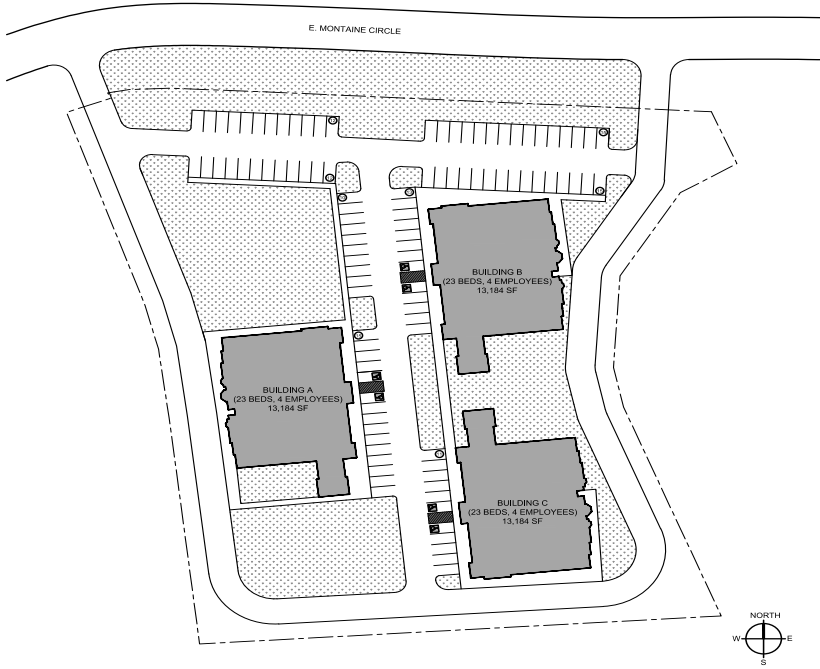 E. MONTAINE CIRCLE
BUILDING B
(23 BEDS, 4 EMPLOYEES)
13,184 SF
BUILDING A
(23 BEDS, 4 EMPLOYEES)
13,184 SF
BUILDING C
(23 BEDS, 4 EMPLOYEES)
13,184 SF
NORTH
W E
S